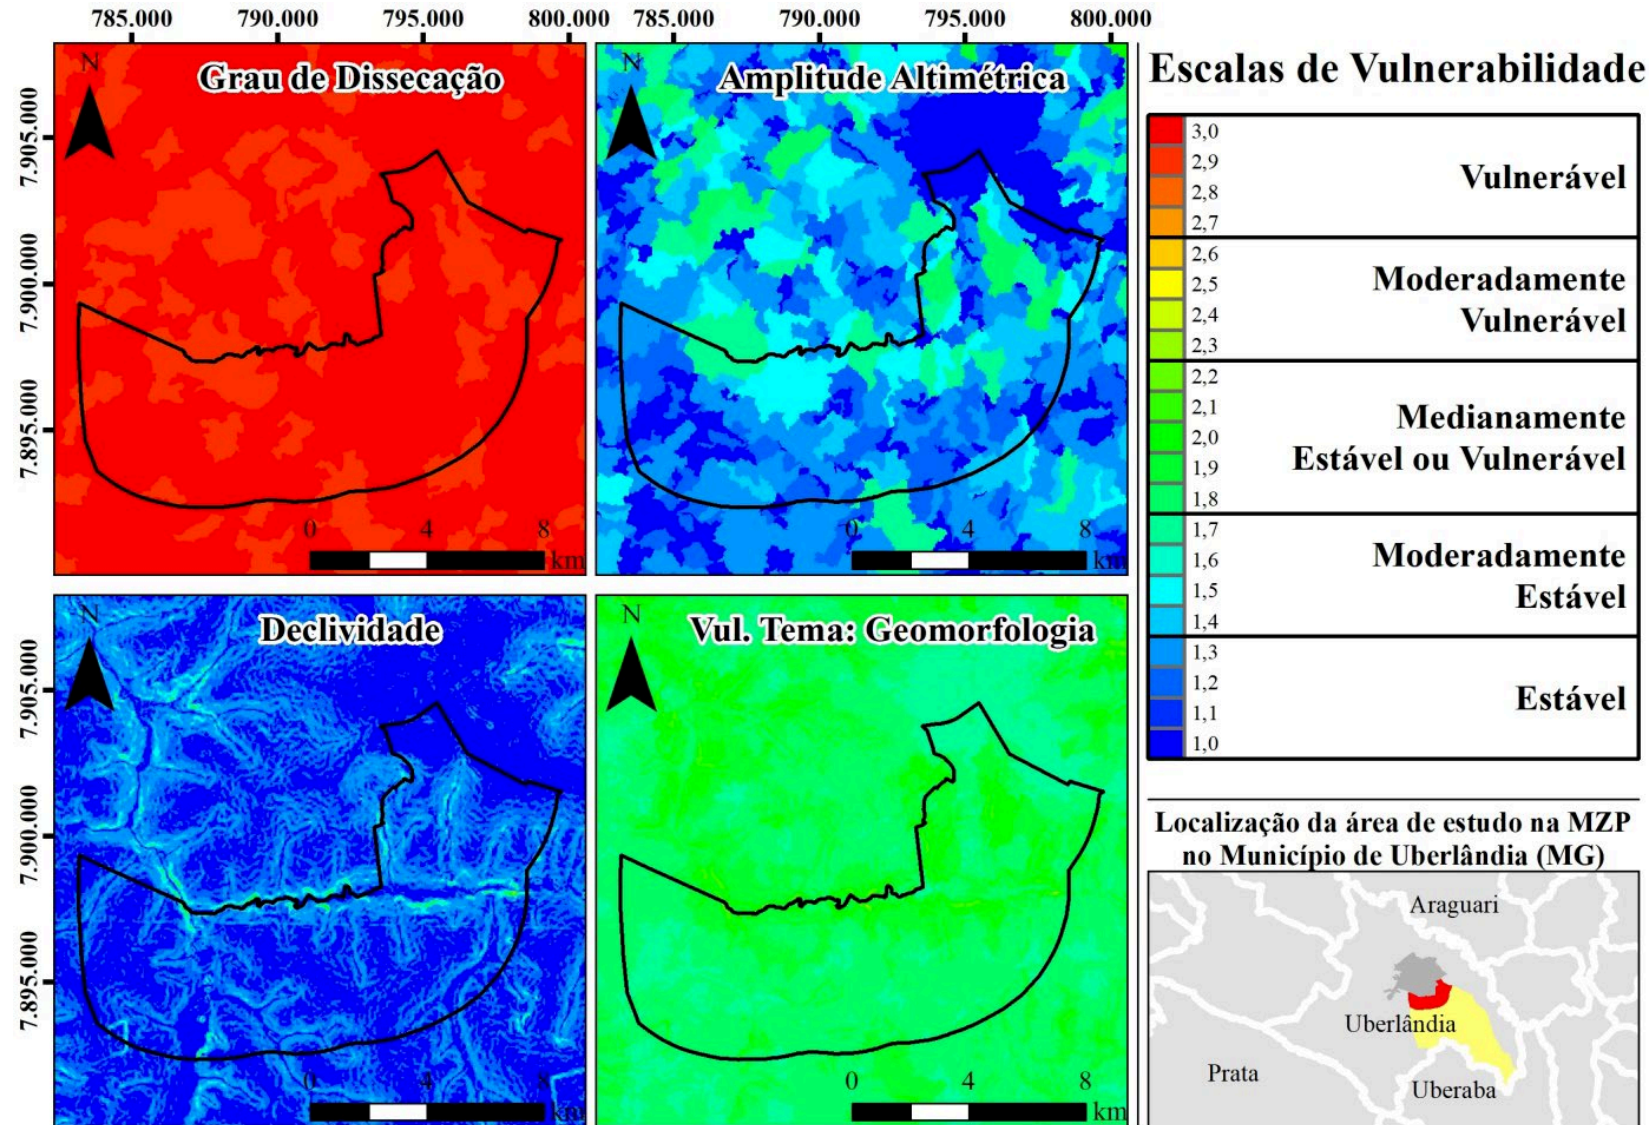 785.000 790.000 795.000 800.000 785.000 790.000 795.000 800.000
N
Grau de Dissecação
7.905.000
7.900.000
7.895.000
0 4 8
km
N
Amplitude Altimétrica
0 4 8
km
N
Declividade
7.905.000
7.900.000
7.895.000
0 4 8
km
N
Vul. Tema: Geomorfologia
0 4 8
km
Escalas de Vulnerabilidade
3,0
2,9
2,8
2,7
Vulnerável
2,6
2,5
2,4
2,3
Moderadamente
Vulnerável
2,2
2,1
2,0
1,9
1,8
Medianamente
Estável ou Vulnerável
1,7
1,6
1,5
1,4
Moderadamente
Estável
1,3
1,2
1,1
1,0
Estável
Localização da área de estudo na MZP
no Município de Uberlândia (MG)
Araguari
Uberlândia
Prata
Uberaba